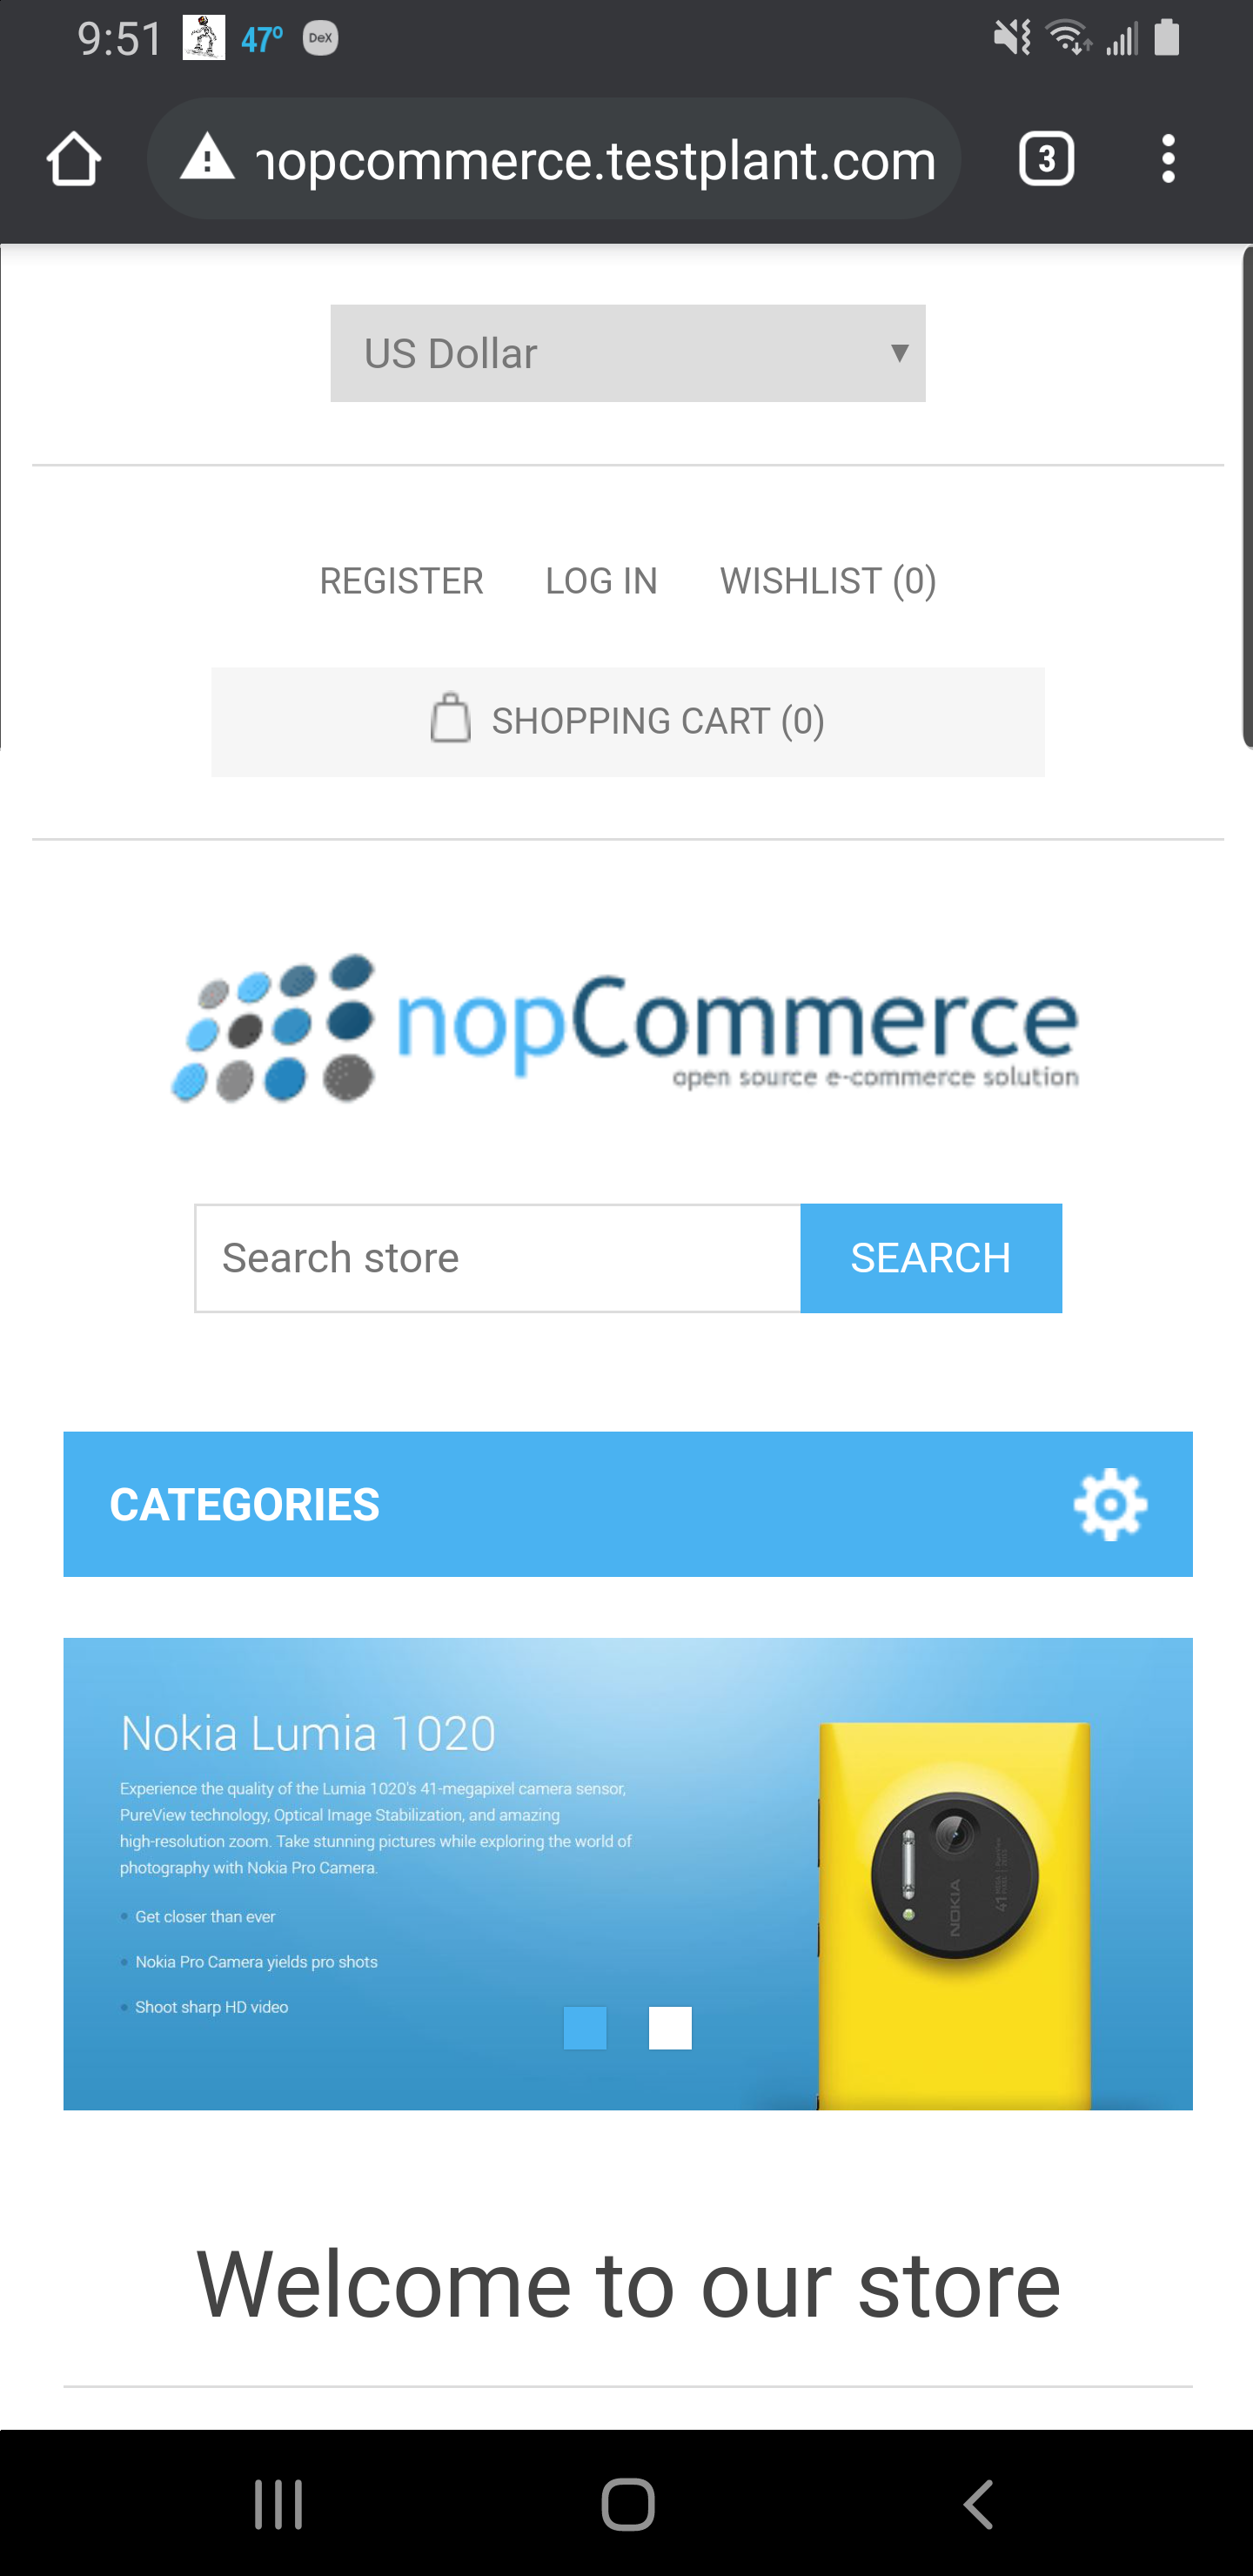 9:51 47° DeX
nopcommerce.testplant.com 3
US Dollar
REGISTER LOG IN WISHLIST (0)
SHOPPING CART (0)
nopCommerce
open source e-commerce solution
Search store SEARCH
CATEGORIES
Nokia Lumia 1020
Experience the quality of the Lumia 1020's 41-megapixel camera sensor,
PureView technology, Optical Image Stabilization, and amazing
high-resolution zoom. Take stunning pictures while exploring the world of
photography with Nokia Pro Camera.
Get closer than ever
Nokia Pro Camera yields pro shots
Shoot sharp HD video
NOKIA
41
Welcome to our store